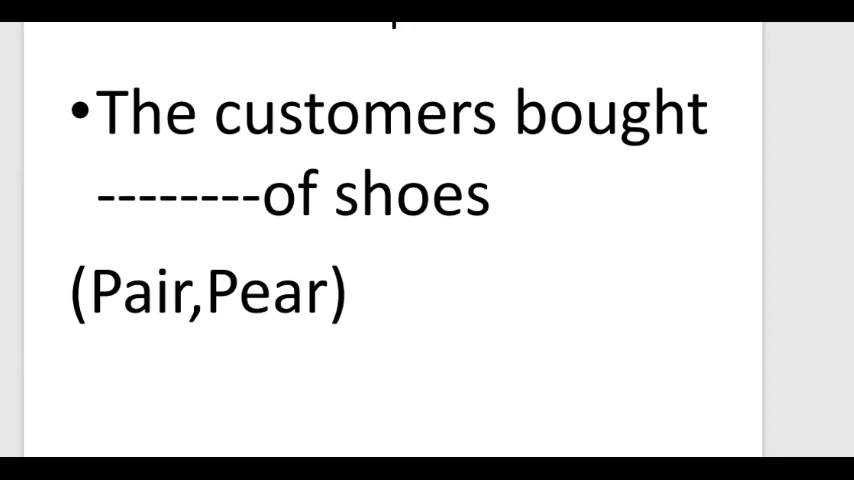 •The customers bought
--------of shoes
(Pair,Pear)